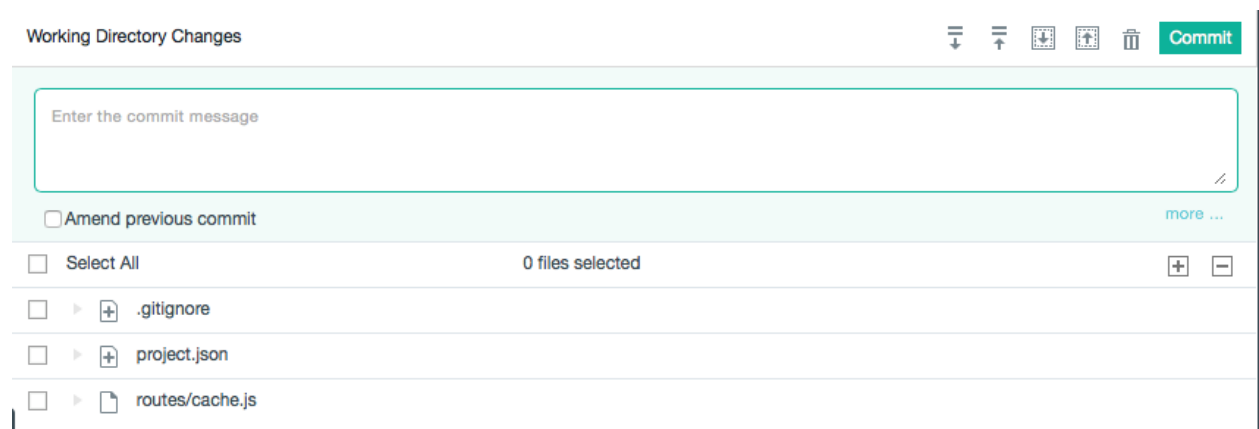 Working Directory Changes Commit
Enter the commit message
Amend previous commit more ...
Select All 0 files selected
.gitignore
project.json
routes/cache.js